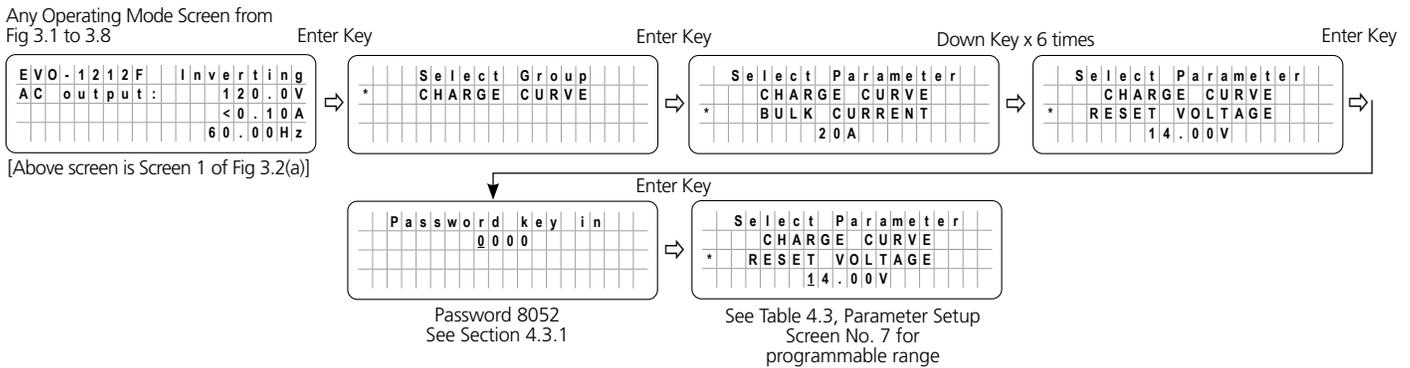 Any Operating Mode Screen from
Fig 3.1 to 3.8
Enter Key
Enter Key
Down Key x 6 times
Enter Key
EVO-1212F Inverting
AC output: 120.0V
<0.10A
60.00Hz
[Above screen is Screen 1 of Fig 3.2(a)]
Select Group
* CHARGE CURVE
Select Parameter
CHARGE CURVE
* BULK CURRENT
20A
Select Parameter
CHARGE CURVE
* RESET VOLTAGE
14.00V
Enter Key
Password key in
0000
Password 8052
See Section 4.3.1
Select Parameter
CHARGE CURVE
* RESET VOLTAGE
14.00V
See Table 4.3, Parameter Setup
Screen No. 7 for
programmable range